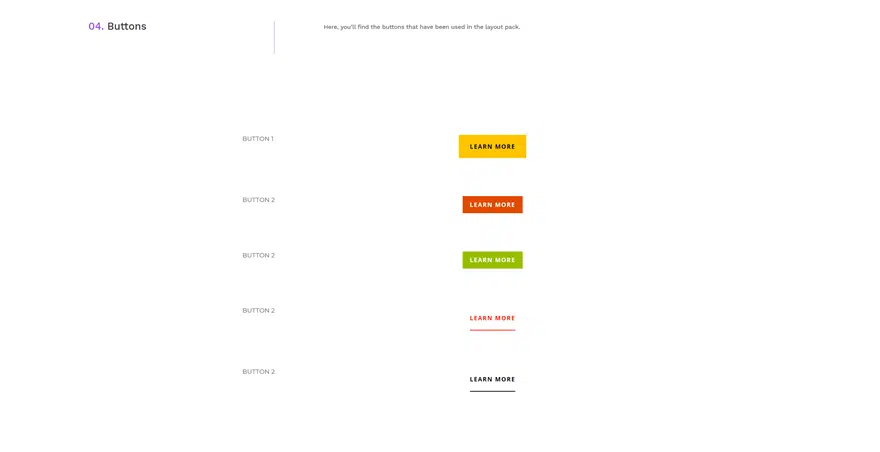 04. Buttons
Here, you'll find the buttons that have been used in the layout pack.
BUTTON 1
LEARN MORE
BUTTON 2
LEARN MORE
BUTTON 2
LEARN MORE
BUTTON 2
LEARN MORE
BUTTON 2
LEARN MORE